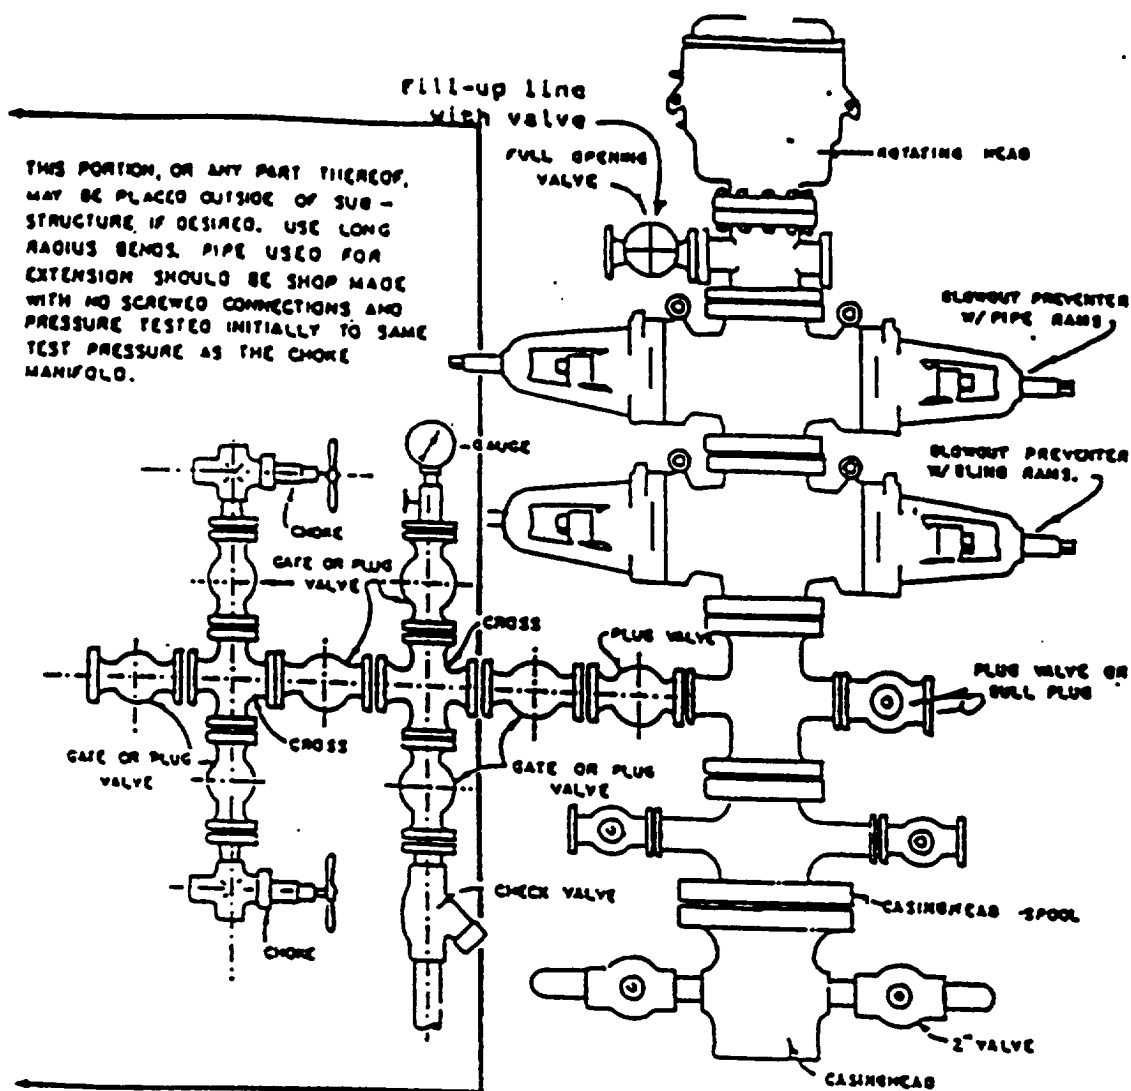 Fill-up line
with valve
FULL OPENING
VALVE
ROTATING HEAD
THIS PORTION, OR ANY PART THEREOF,
MAY BE PLACED OUTSIDE OF SUB-
STRUCTURE, IF DESIRED. USE LONG
RADIUS BENDS. PIPE USED FOR
EXTENSION SHOULD BE SHOP MADE
WITH NO SCREWED CONNECTIONS AND
PRESSURE TESTED INITIALLY TO SAME
TEST PRESSURE AS THE CHOKE
MANIFOLD.
BLOWOUT PREVENTER
W/ PIPE RAMS
GAUGE
BLOWOUT PREVENTER
W/ BLIND RAMS.
CHOKE
GATE OR PLUG
VALVE
CROSS
PLUG VALVE
PLUG VALVE OR
BULL PLUG
CROSS
GATE OR PLUG
VALVE
GATE OR PLUG
VALVE
CHECK VALVE
CASINGHEAD SPOOL
CHOKE
2" VALVE
CASINGHEAD